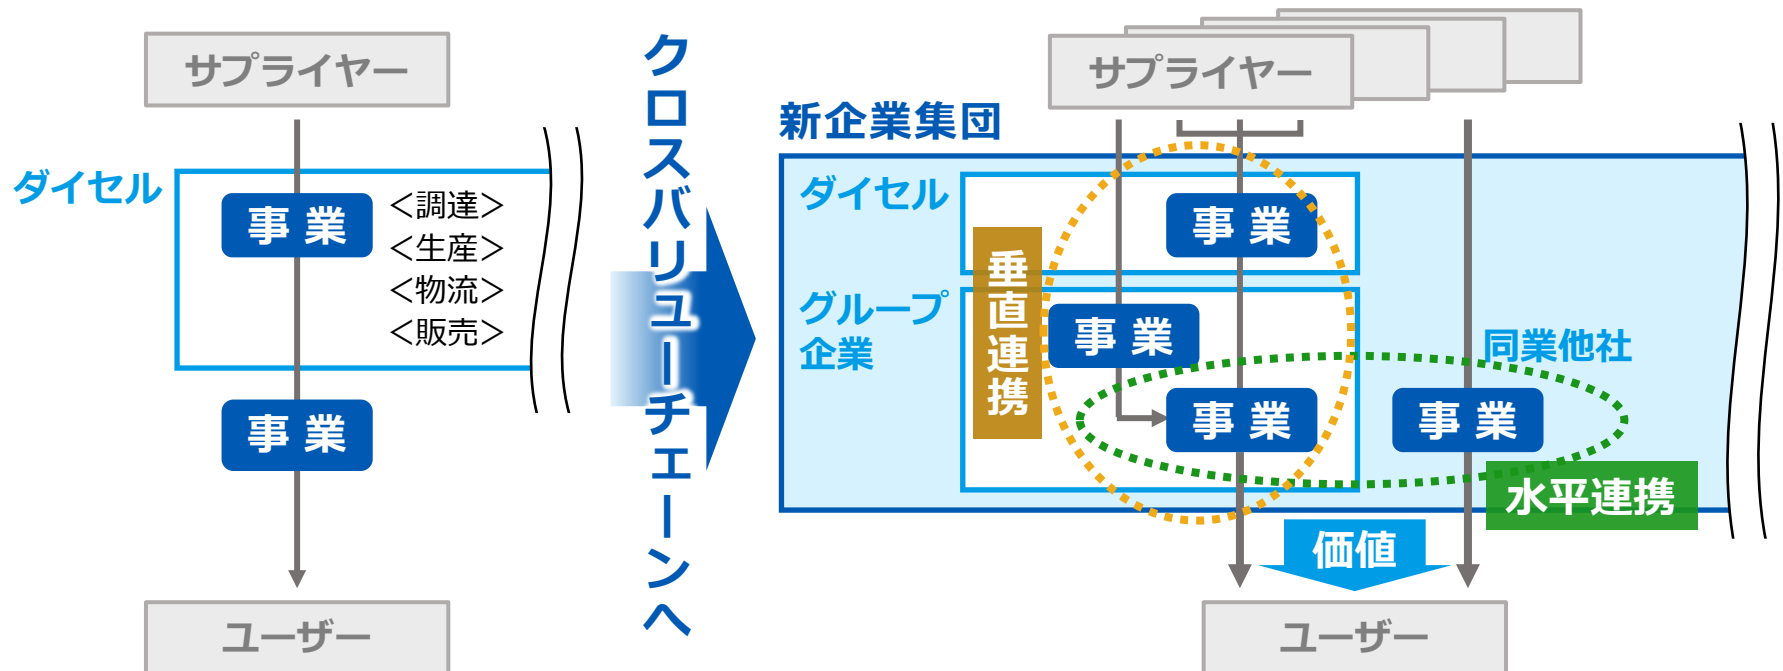 サプライヤー
ダイセル
事業
<調達>
<生産>
<物流>
<販売>
事業
ユーザー
クロスバリューチェーンへ
サプライヤー
新企業集団
ダイセル
事業
グループ
企業
垂直連携
事業
同業他社
事業
事業
水平連携
価値
ユーザー